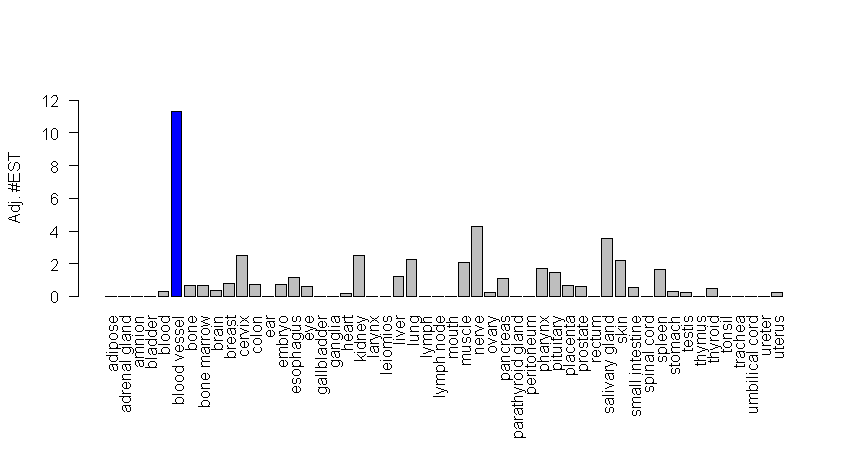 Adj. #EST
12
10
8
6
4
2
0
adipose
adrenal gland
amnion
bladder
blood
blood vessel
bone
bone marrow
brain
breast
cervix
colon
ear
embryo
esophagus
eye
gallbladder
ganglia
heart
kidney
larynx
leiomios
liver
lung
lymph
lymph node
mouth
muscle
nerve
ovary
pancreas
parathyroid gland
peritoneum
pharynx
pituitary
placenta
prostate
rectum
salivary gland
skin
small intestine
spinal cord
spleen
stomach
testis
thymus
thyroid
tonsil
trachea
umbilical cord
ureter
uterus